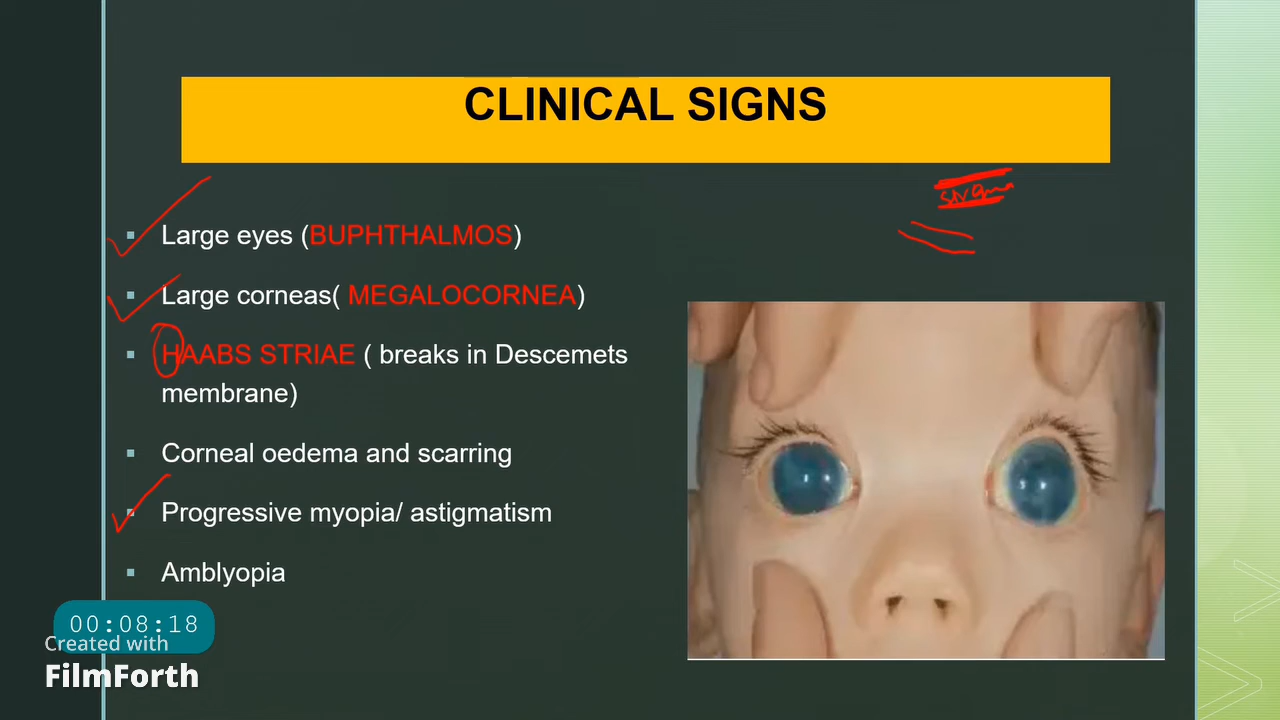 CLINICAL SIGNS
Large eyes (BUPHTHALMOS)
Large corneas( MEGALOCORNEA)
HAABS STRIAE ( breaks in Descemets
membrane)
Corneal oedema and scarring
Progressive myopia/ astigmatism
Amblyopia
00:08:18
Created with
FilmForth